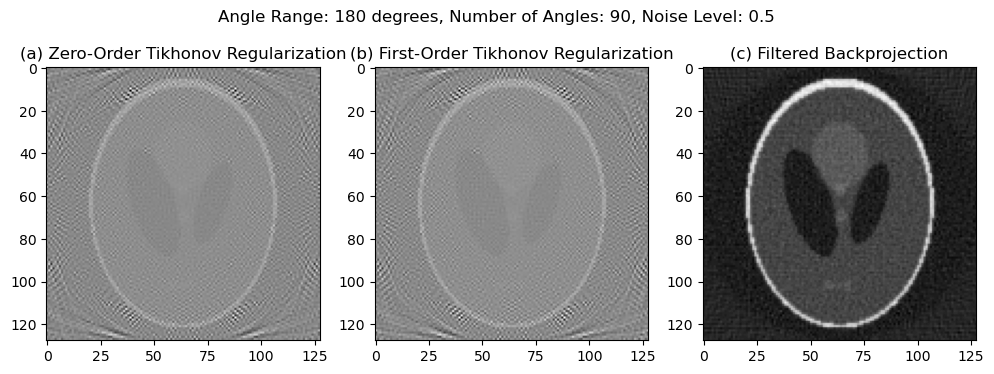 Angle Range: 180 degrees, Number of Angles: 90, Noise Level: 0.5
(a) Zero-Order Tikhonov Regularization (b) First-Order Tikhonov Regularization (c) Filtered Backprojection
0 0 0
20 20 20
40 40 40
60 60 60
80 80 80
100 100 100
120 120 120
0 25 50 75 100 125 0 25 50 75 100 125 0 25 50 75 100 125